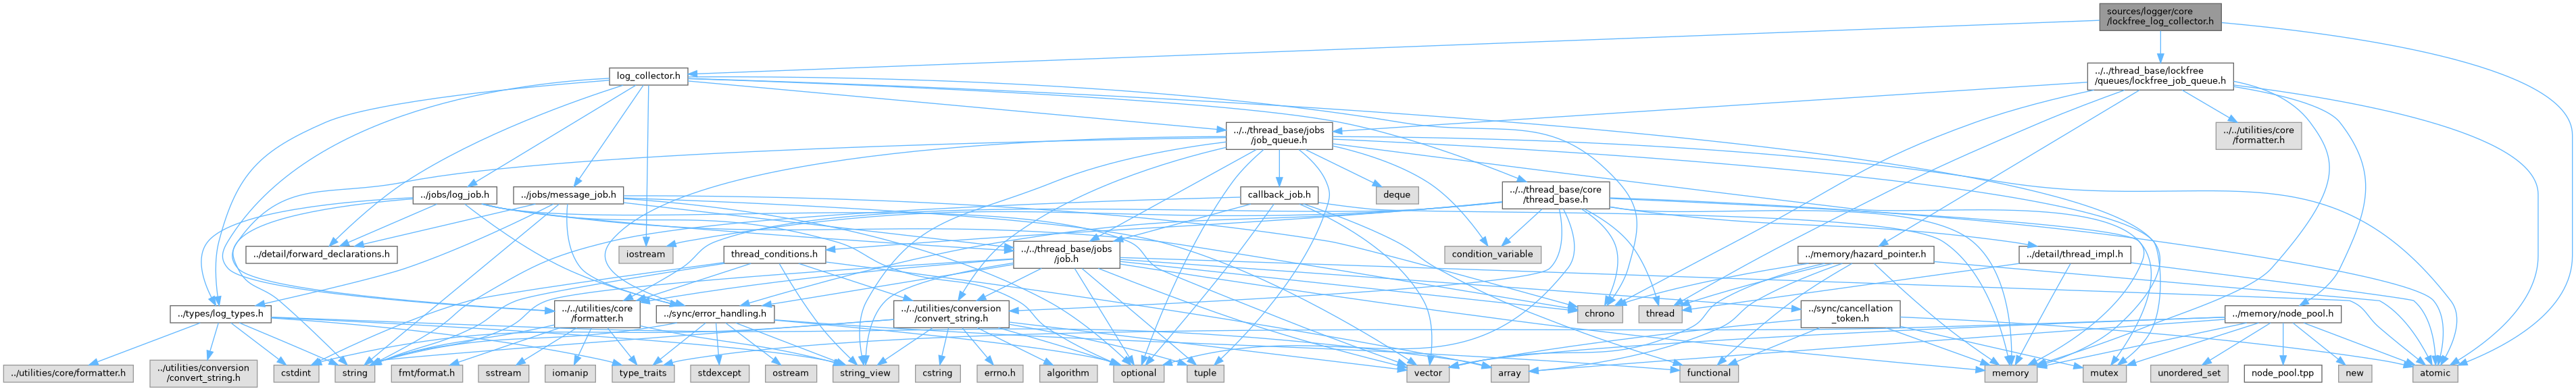 sources/logger/core
/lockfree_log_collector.h
log_collector.h
../../thread_base/lockfree
/queues/lockfree_job_queue.h
../../thread_base/jobs
/job_queue.h
../../utilities/core
/formatter.h
../jobs/log_job.h
../jobs/message_job.h
callback_job.h
deque
../../thread_base/core
/thread_base.h
../detail/forward_declarations.h
iostream
thread_conditions.h
../../thread_base/jobs
/job.h
condition_variable
../memory/hazard_pointer.h
../detail/thread_impl.h
../types/log_types.h
../../utilities/core
/formatter.h
../sync/error_handling.h
../../utilities/conversion
/convert_string.h
chrono
thread
../sync/cancellation
_token.h
../memory/node_pool.h
../utilities/core/formatter.h
../utilities/conversion
/convert_string.h
cstdint
string
fmt/format.h
sstream
iomanip
type_traits
stdexcept
ostream
string_view
cstring
errno.h
algorithm
optional
tuple
vector
array
functional
memory
mutex
unordered_set
node_pool.tpp
new
atomic